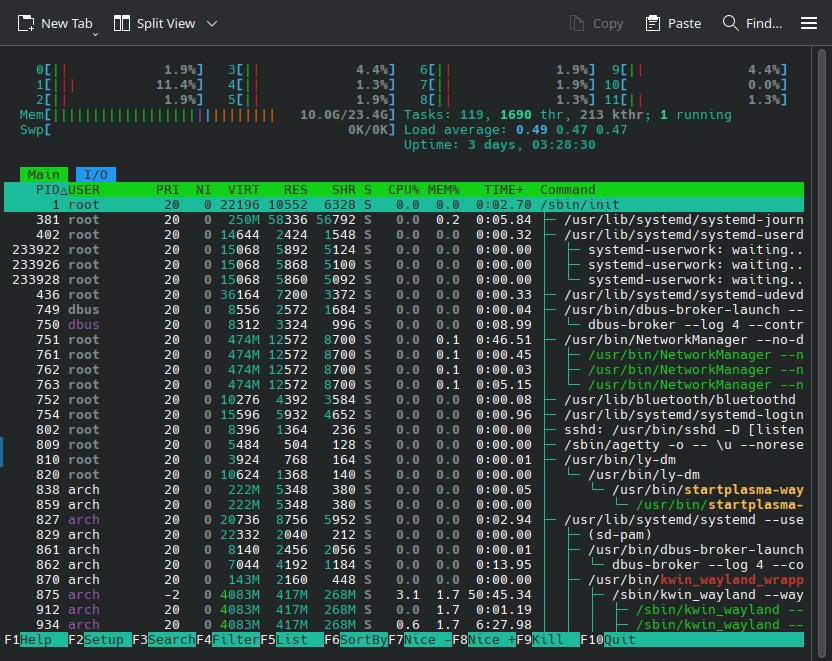 New Tab Split View Copy Paste Find...
0[|| 1.9%] 3[|| 4.4%] 6[|| 1.9%] 9[|| 4.4%]
1[||| 11.4%] 4[|| 1.3%] 7[|| 1.9%] 10[ 0.0%]
2[|| 1.9%] 5[|| 1.9%] 8[|| 1.3%] 11[|| 1.3%]
Mem[||||||||||||||||||||||||||||| 10.0G/23.4G] Tasks: 119, 1690 thr, 213 kthr; 1 running
Swp[ 0K/0K] Load average: 0.49 0.47 0.47
Uptime: 3 days, 03:28:30
Main I/O
PID△USER PRI NI VIRT RES SHR S CPU% MEM% TIME+ Command
1 root 20 0 22196 10552 6328 S 0.0 0.0 0:02.70 /sbin/init
381 root 20 0 250M 58336 56792 S 0.0 0.2 0:05.84 ├─ /usr/lib/systemd/systemd-journ
402 root 20 0 14644 2424 1548 S 0.0 0.0 0:00.32 ├─ /usr/lib/systemd/systemd-userd
233922 root 20 0 15068 5892 5124 S 0.0 0.0 0:00.00 │ ├─ systemd-userwork: waiting..
233926 root 20 0 15068 5868 5100 S 0.0 0.0 0:00.00 │ ├─ systemd-userwork: waiting..
233928 root 20 0 15068 5860 5092 S 0.0 0.0 0:00.00 │ └─ systemd-userwork: waiting..
436 root 20 0 36164 7200 3372 S 0.0 0.0 0:00.33 ├─ /usr/lib/systemd/systemd-udevd
749 dbus 20 0 8556 2572 1684 S 0.0 0.0 0:00.04 ├─ /usr/bin/dbus-broker-launch --
750 dbus 20 0 8312 3324 996 S 0.0 0.0 0:08.99 │ └─ dbus-broker --log 4 --contr
751 root 20 0 474M 12572 8700 S 0.0 0.1 0:46.51 ├─ /usr/bin/NetworkManager --no-d
761 root 20 0 474M 12572 8700 S 0.0 0.1 0:00.45 │ ├─ /usr/bin/NetworkManager --n
762 root 20 0 474M 12572 8700 S 0.0 0.1 0:00.03 │ ├─ /usr/bin/NetworkManager --n
763 root 20 0 474M 12572 8700 S 0.0 0.1 0:05.15 │ └─ /usr/bin/NetworkManager --n
752 root 20 0 10276 4392 3584 S 0.0 0.0 0:00.08 ├─ /usr/lib/bluetooth/bluetoothd
754 root 20 0 15596 5932 4652 S 0.0 0.0 0:00.96 ├─ /usr/lib/systemd/systemd-login
802 root 20 0 8396 1364 236 S 0.0 0.0 0:00.00 ├─ sshd: /usr/bin/sshd -D [listen
809 root 20 0 5484 504 128 S 0.0 0.0 0:00.00 ├─ /sbin/agetty -o -- \u --norese
810 root 20 0 3924 768 164 S 0.0 0.0 0:00.01 ├─ /usr/bin/ly-dm
820 root 20 0 10624 1368 140 S 0.0 0.0 0:00.00 │ └─ /usr/bin/ly-dm
838 arch 20 0 222M 5348 380 S 0.0 0.0 0:00.05 │ └─ /usr/bin/startplasma-way
859 arch 20 0 222M 5348 380 S 0.0 0.0 0:00.00 │ └─ /usr/bin/startplasma-
827 arch 20 0 20736 8756 5952 S 0.0 0.0 0:02.94 ├─ /usr/lib/systemd/systemd --use
829 arch 20 0 22332 2040 212 S 0.0 0.0 0:00.00 │ ├─ (sd-pam)
861 arch 20 0 8140 2456 2056 S 0.0 0.0 0:00.01 │ ├─ /usr/bin/dbus-broker-launch
862 arch 20 0 7044 4192 1184 S 0.0 0.0 0:13.95 │ │ └─ dbus-broker --log 4 --co
870 arch 20 0 143M 2160 448 S 0.0 0.0 0:00.00 │ ├─ /usr/bin/kwin_wayland_wrapp
875 arch -2 0 4083M 417M 268M S 3.1 1.7 50:45.34 │ │ ├─ /sbin/kwin_wayland --way
912 arch 20 0 4083M 417M 268M S 0.0 1.7 0:01.19 │ │ │ ├─ /sbin/kwin_wayland --
934 arch 20 0 4083M 417M 268M S 0.6 1.7 6:27.98 │ │ │ ├─ /sbin/kwin_wayland --
F1Help F2Setup F3SearchF4FilterF5List F6SortByF7Nice -F8Nice +F9Kill F10Quit